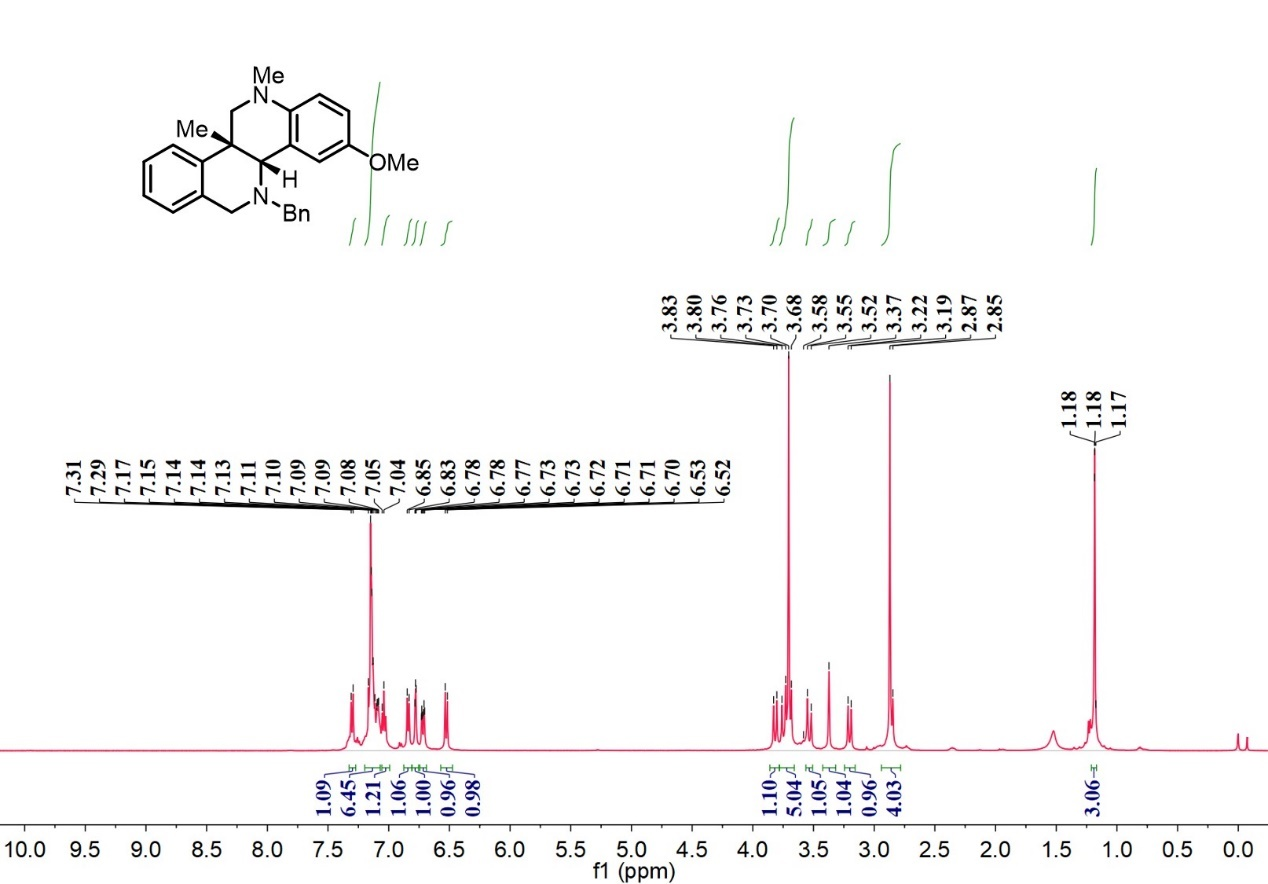 Me
N
Me
OMe
H
N
Bn
3.83 3.80 3.76 3.73 3.70 3.68 3.58 3.55 3.52 3.37 3.22 3.19 2.87 2.85
1.18 1.18 1.17
7.31 7.29 7.17 7.15 7.14 7.14 7.13 7.11 7.10 7.09 7.09 7.08 7.05 7.04 6.85 6.83 6.78 6.78 6.77 6.73 6.73 6.72 6.71 6.71 6.70 6.53 6.52
1.09 6.45 1.21 1.06 1.00 0.96 0.98 1.10 5.04 1.05 1.04 0.96 4.03 3.06
10.0 9.5 9.0 8.5 8.0 7.5 7.0 6.5 6.0 5.5 5.0 4.5 4.0 3.5 3.0 2.5 2.0 1.5 1.0 0.5 0.0
f1 (ppm)